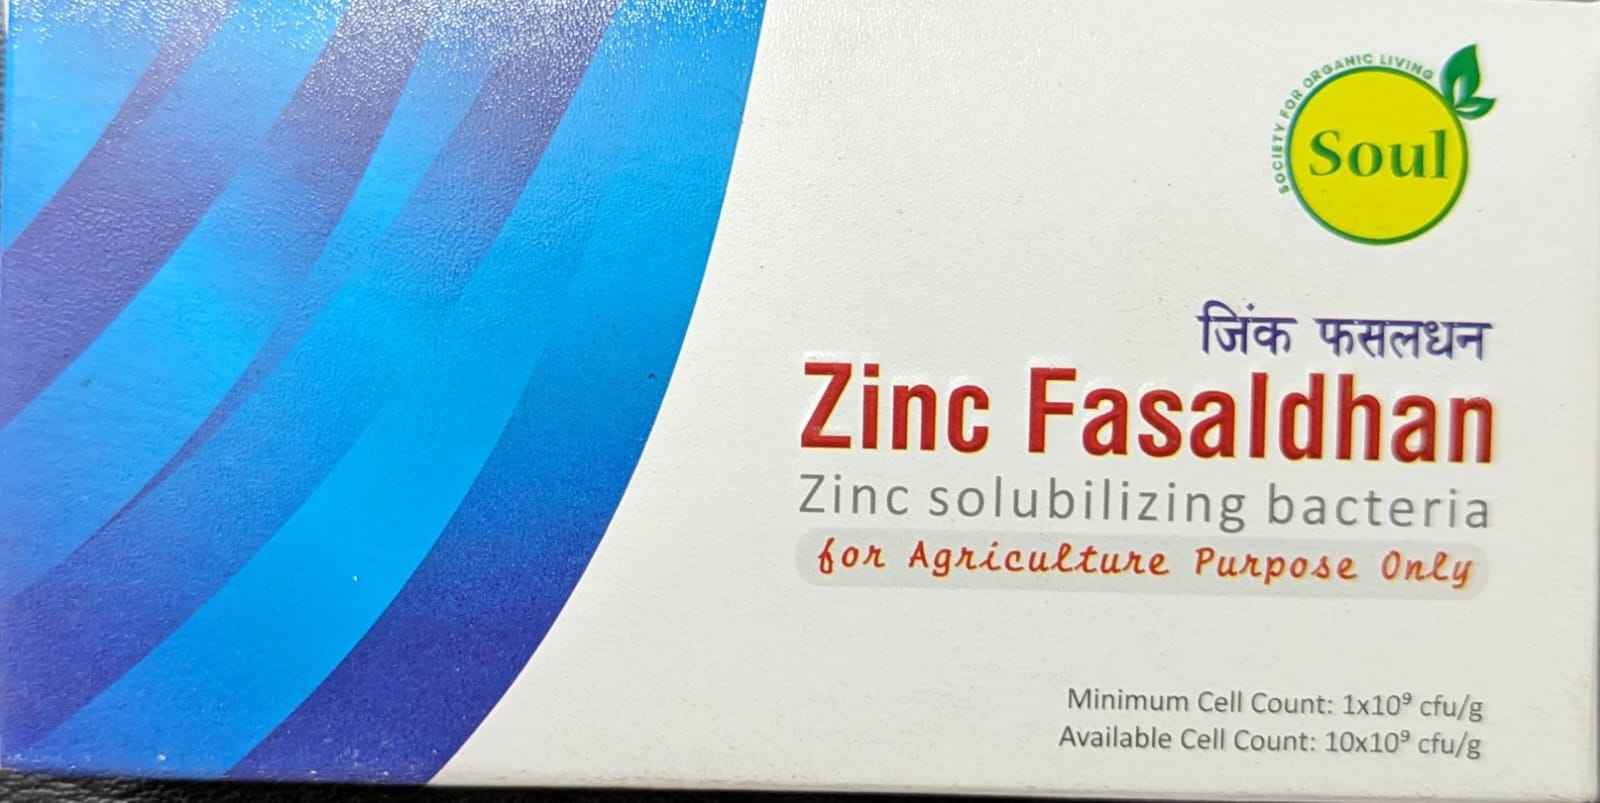 SOCIETY FOR ORGANIC LIVING
Soul
जिंक फसलधन
Zinc Fasaldhan
Zinc solubilizing bacteria
for Agriculture Purpose Only
Minimum Cell Count: 1x10⁹ cfu/g
Available Cell Count: 10x10⁹ cfu/g